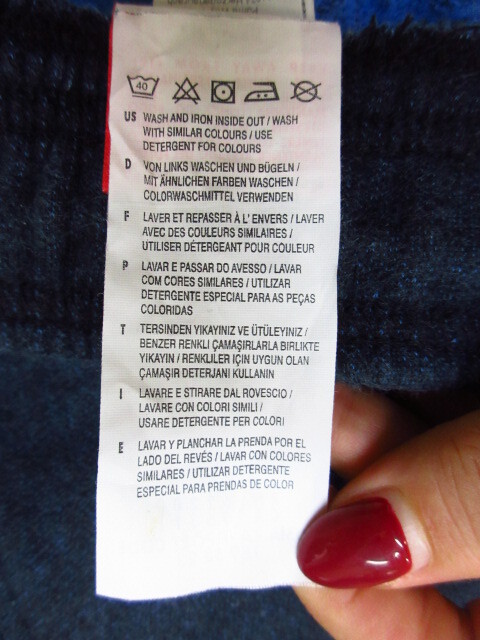 40
US WASH AND IRON INSIDE OUT / WASH
WITH SIMILAR COLOURS / USE
DETERGENT FOR COLOURS
D VON LINKS WASCHEN UND BÜGELN /
MIT ÄHNLICHEN FARBEN WASCHEN /
COLORWASCHMITTEL VERWENDEN
F LAVER ET REPASSER À L' ENVERS / LAVER
AVEC DES COULEURS SIMILAIRES /
UTILISER DÉTERGEANT POUR COULEUR
P LAVAR E PASSAR DO AVESSO / LAVAR
COM CORES SIMILARES / UTILIZAR
DETERGENTE ESPECIAL PARA AS PEÇAS
COLORIDAS
T TERSINDEN YIKAYINIZ VE ÜTÜLEYINIZ /
BENZER RENKLI ÇAMAŞIRLARLA BIRLIKTE
YIKAYIN / RENKLILER IÇIN UYGUN OLAN
ÇAMAŞIR DETERJANI KULLANIN
I LAVARE E STIRARE DAL ROVESCIO /
LAVARE CON COLORI SIMILI /
USARE DETERGENTE PER COLORI
E LAVAR Y PLANCHAR LA PRENDA POR EL
LADO DEL REVÉS / LAVAR CON COLORES
SIMILARES / UTILIZAR DETERGENTE
ESPECIAL PARA PRENDAS DE COLOR